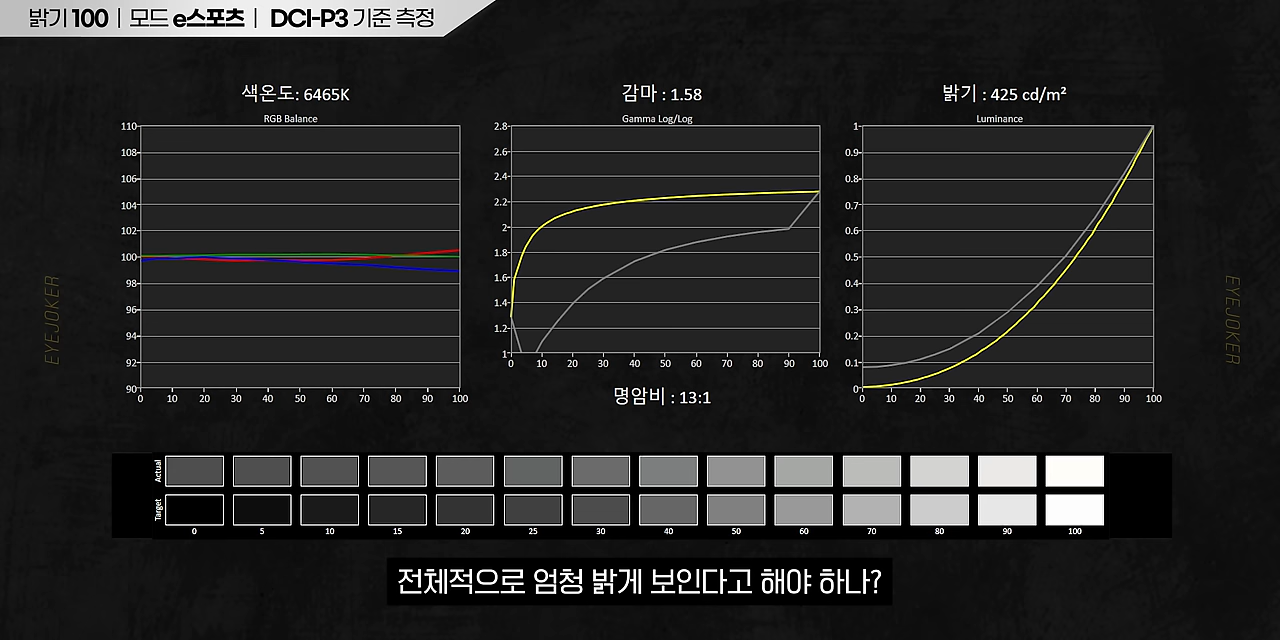 밝기 100 | 모드 e스포츠 | DCI-P3 기준 측정
색온도: 6465K
감마 : 1.58
밝기 : 425 cd/m²
RGB Balance
Gamma Log/Log
Luminance
110
108
106
104
102
100
98
96
94
92
90
0 10 20 30 40 50 60 70 80 90 100
2.8
2.6
2.4
2.2
2
1.8
1.6
1.4
1.2
1
0 10 20 30 40 50 60 70 80 90 100
1
0.9
0.8
0.7
0.6
0.5
0.4
0.3
0.2
0.1
0
0 10 20 30 40 50 60 70 80 90 100
명암비 : 13:1
EYEJOKER
EYEJOKER
Actual
Target
0 5 10 15 20 25 30 40 50 60 70 80 90 100
전체적으로 엄청 밝게 보인다고 해야 하나?